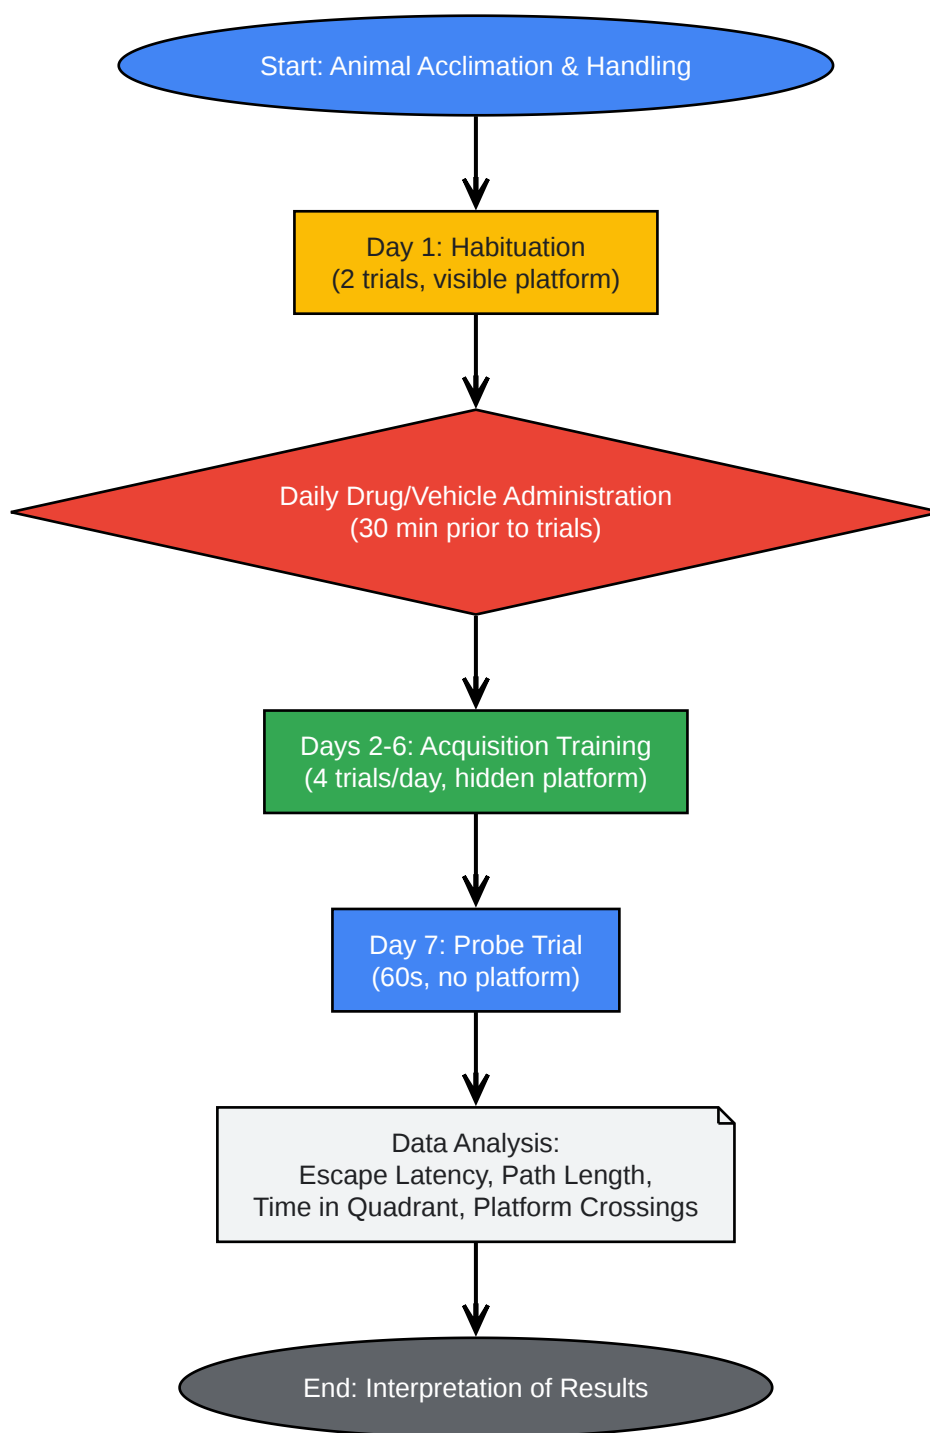 Start: Animal Acclimation & Handling
Day 1: Habituation
(2 trials, visible platform)
Daily Drug/Vehicle Administration
(30 min prior to trials)
Days 2-6: Acquisition Training
(4 trials/day, hidden platform)
Day 7: Probe Trial
(60s, no platform)
Data Analysis:
Escape Latency, Path Length,
Time in Quadrant, Platform Crossings
End: Interpretation of Results